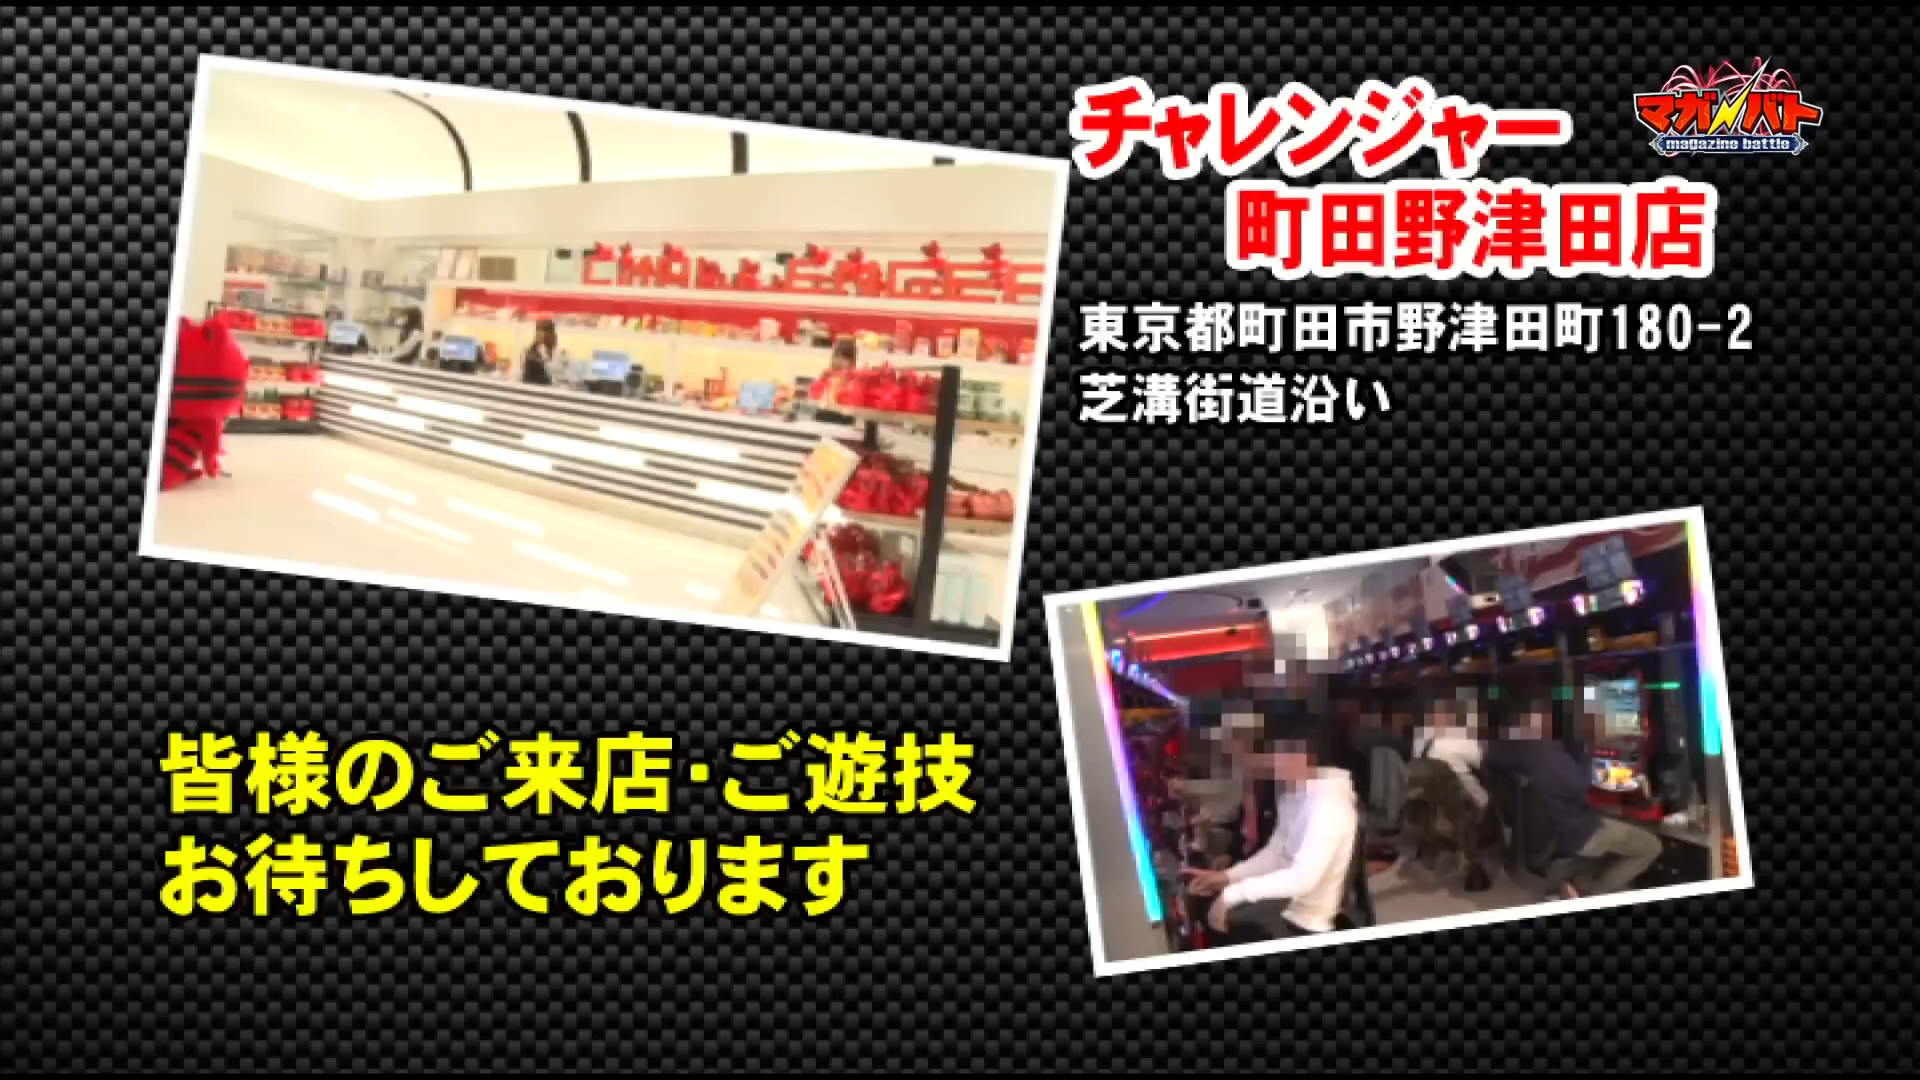 チャレンジャー
町田野津田店
マガバト
magazine battle
東京都町田市野津田町180-2
芝溝街道沿い
皆様のご来店・ご遊技
お待ちしております